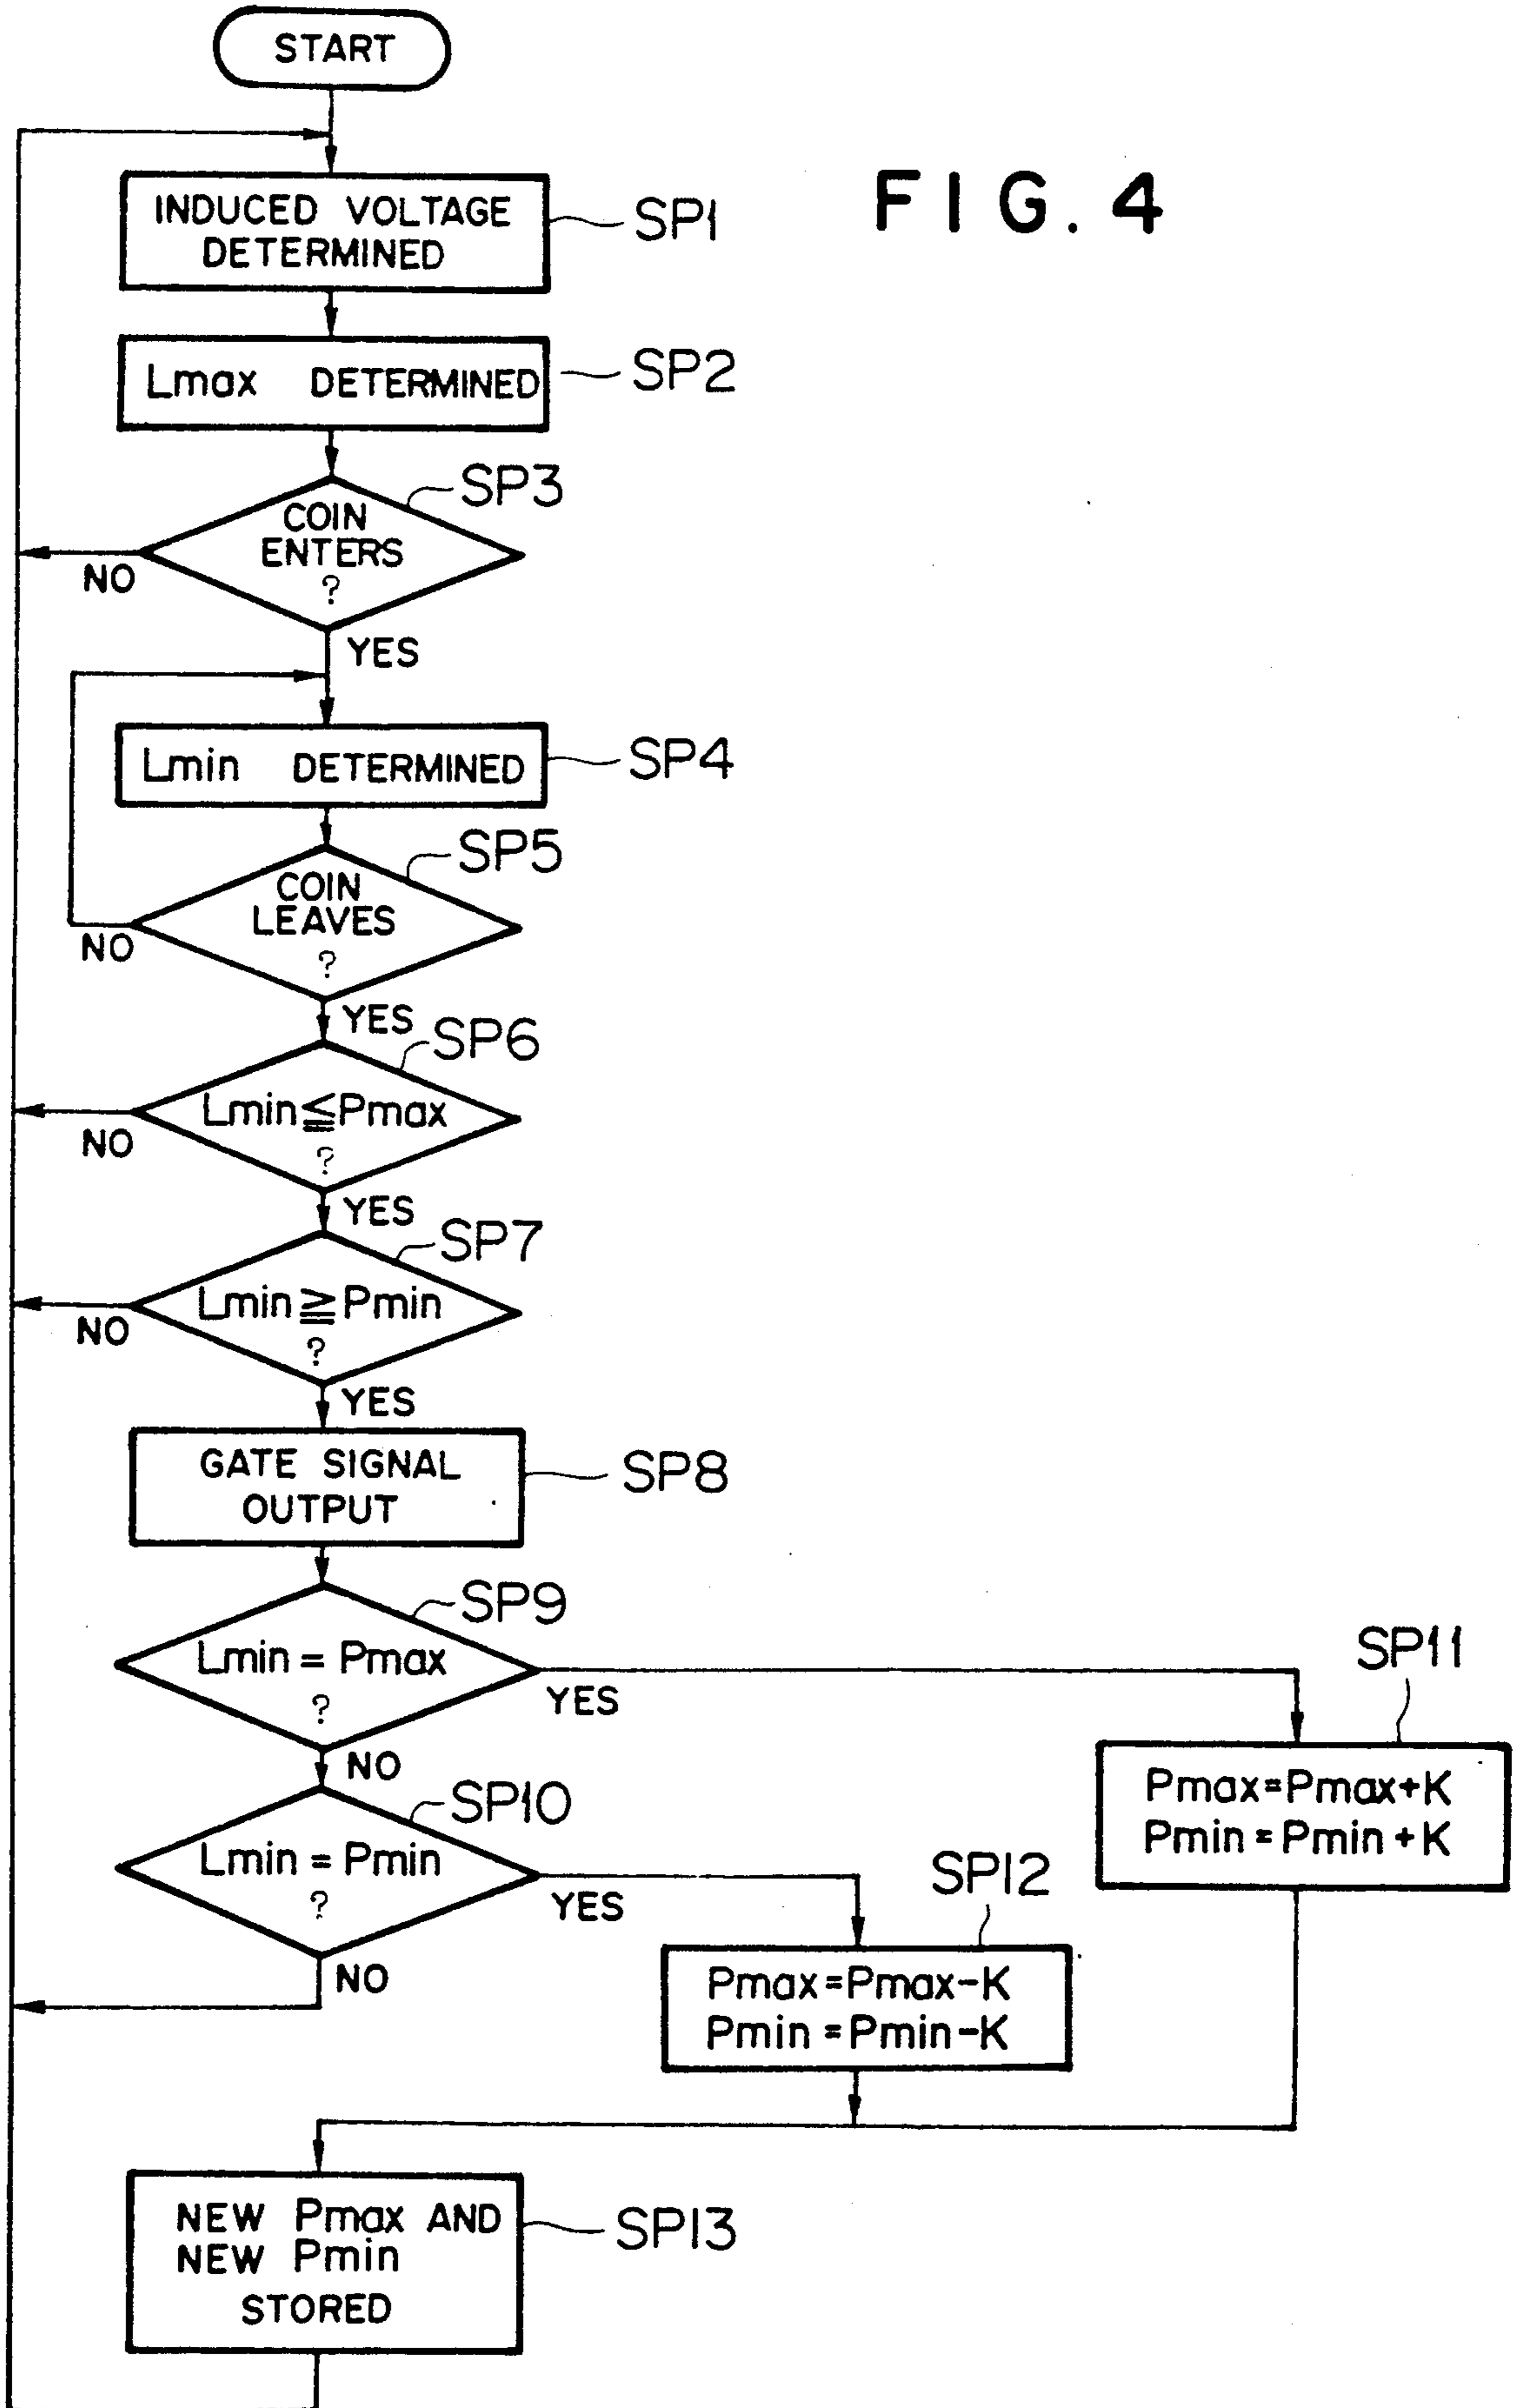 START
FIG. 4
INDUCED VOLTAGE
DETERMINED
SP1
Lmax DETERMINED
SP2
SP3
COIN
ENTERS
?
NO
YES
Lmin DETERMINED
SP4
SP5
COIN
LEAVES
?
NO
YES
SP6
Lmin≦Pmax
?
NO
YES
SP7
Lmin≧Pmin
?
NO
YES
GATE SIGNAL
OUTPUT
SP8
SP9
Lmin = Pmax
?
YES
NO
SP11
Pmax=Pmax+K
Pmin=Pmin+K
SP10
Lmin = Pmin
?
YES
NO
SP12
Pmax=Pmax-K
Pmin=Pmin-K
NEW Pmax AND
NEW Pmin
STORED
SP13